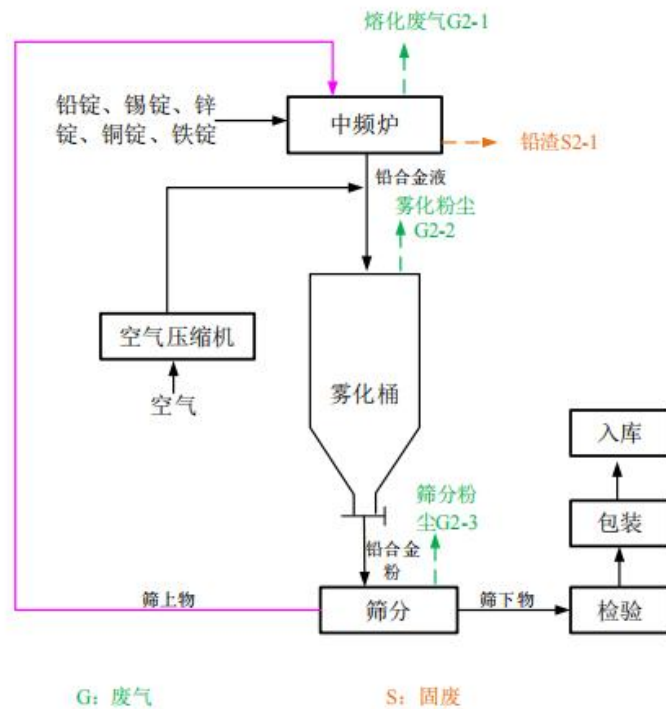 熔化废气G2-1
铅锭、锡锭、锌
锭、铜锭、铁锭
中频炉
铅渣S2-1
铅合金液
雾化粉尘
G2-2
空气压缩机
空气
雾化桶
入库
筛分粉
尘G2-3
包装
铅合金
粉
筛上物
筛分
筛下物
检验
G：废气
S：固废